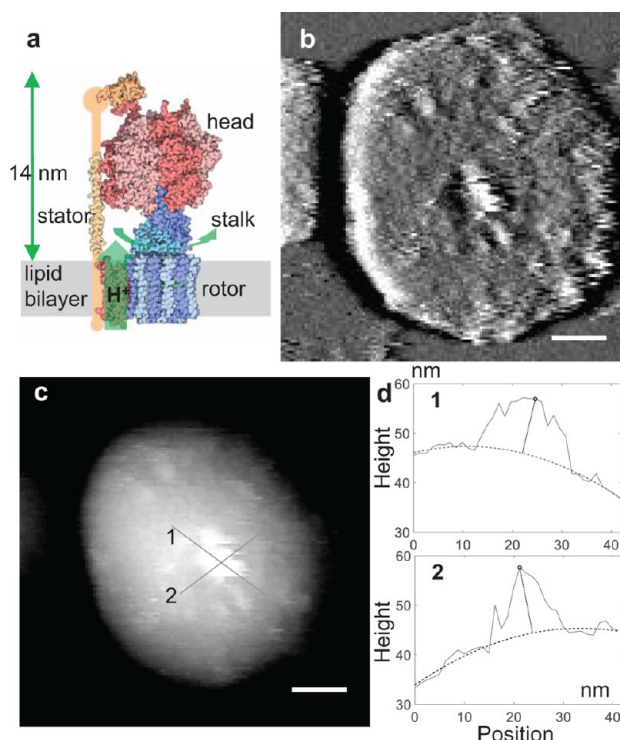 a
14 nm
head
stator
stalk
lipid
bilayer
H+
rotor
b
c
1
2
d
nm
60
1
50
Height
40
30
0 10 20 30 40
60
2
50
Height
40
nm
30
0 10 20 30 40
Position